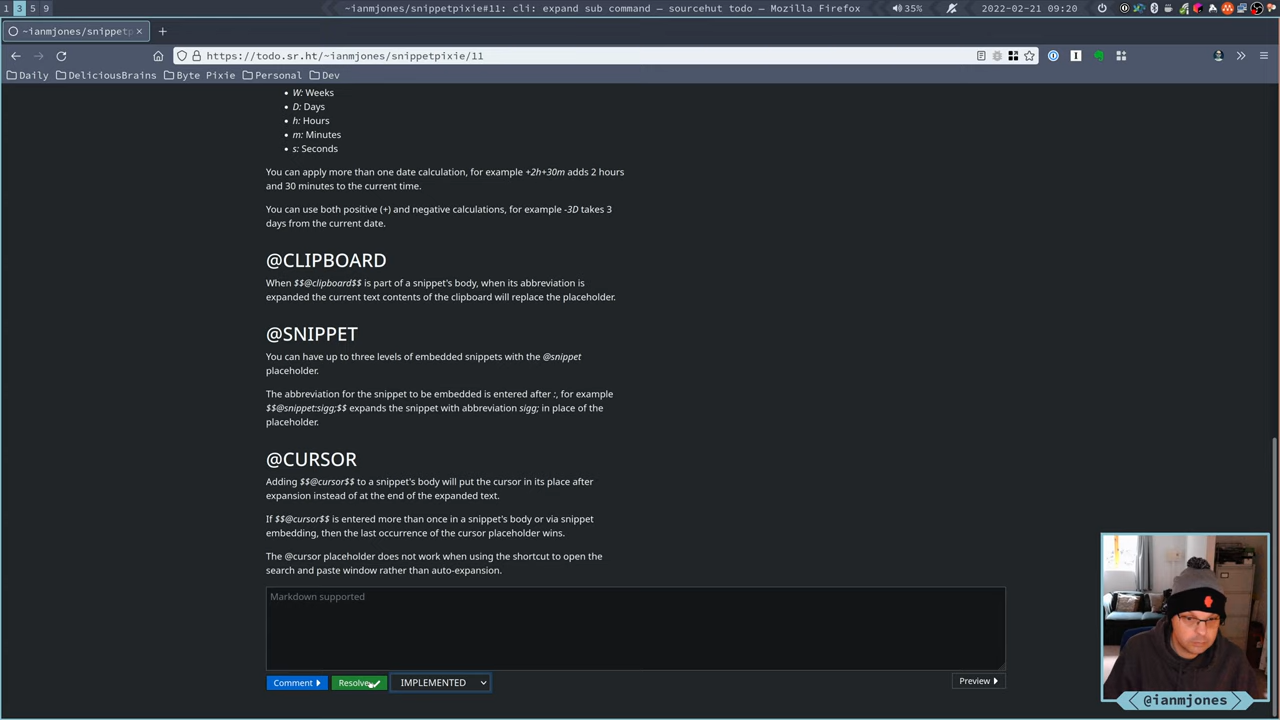 1 3 5 9 ~ianmjones/snippetpixie#11: cli: expand sub command — sourcehut todo — Mozilla Firefox 35% 2022-02-21 09:20
~ianmjones/snippetp
https://todo.sr.ht/~ianmjones/snippetpixie/11
Daily DeliciousBrains Byte Pixie Personal Dev
• W: Weeks
• D: Days
• h: Hours
• m: Minutes
• s: Seconds
You can apply more than one date calculation, for example +2h+30m adds 2 hours
and 30 minutes to the current time.
You can use both positive (+) and negative calculations, for example -3D takes 3
days from the current date.
@CLIPBOARD
When $$@clipboard$$ is part of a snippet's body, when its abbreviation is
expanded the current text contents of the clipboard will replace the placeholder.
@SNIPPET
You can have up to three levels of embedded snippets with the @snippet
placeholder.
The abbreviation for the snippet to be embedded is entered after :, for example
$$@snippet:sigg;$$ expands the snippet with abbreviation sigg; in place of the
placeholder.
@CURSOR
Adding $$@cursor$$ to a snippet's body will put the cursor in its place after
expansion instead of at the end of the expanded text.
If $$@cursor$$ is entered more than once in a snippet's body or via snippet
embedding, then the last occurrence of the cursor placeholder wins.
The @cursor placeholder does not work when using the shortcut to open the
search and paste window rather than auto-expansion.
Markdown supported
Comment Resolve IMPLEMENTED Preview
@ianmjones